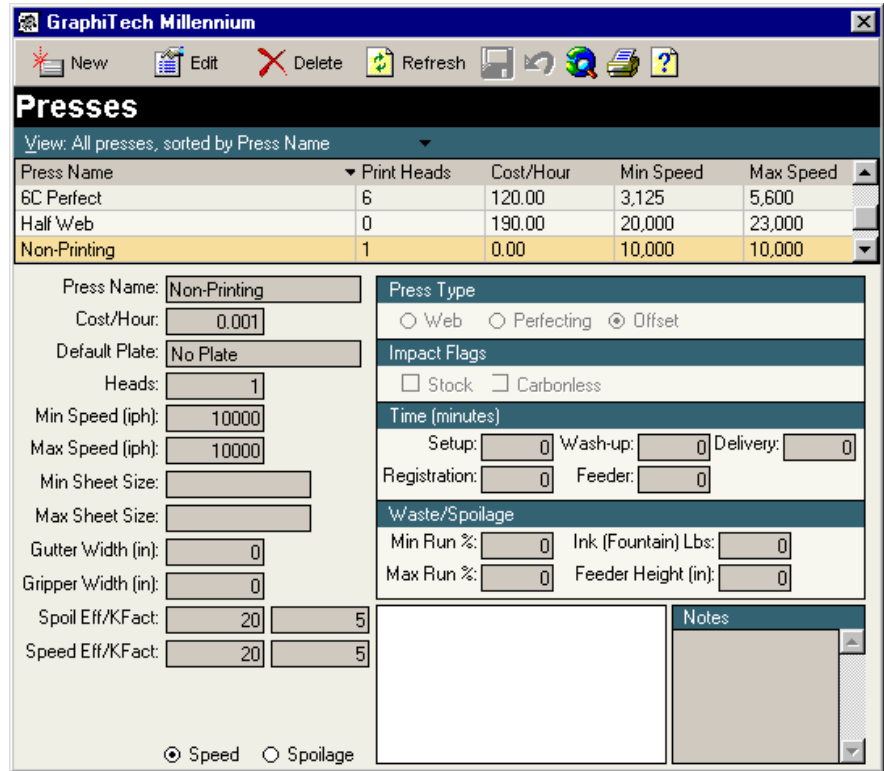 GraphiTech Millennium
New Edit Delete Refresh
Presses
View: All presses, sorted by Press Name
Press Name Print Heads Cost/Hour Min Speed Max Speed
6C Perfect 6 120.00 3,125 5,600
Half Web 0 190.00 20,000 23,000
Non-Printing 1 0.00 10,000 10,000
Press Name: Non-Printing
Cost/Hour: 0.001
Default Plate: No Plate
Heads: 1
Min Speed (iph): 10000
Max Speed (iph): 10000
Min Sheet Size:
Max Sheet Size:
Gutter Width (in): 0
Gripper Width (in): 0
Spoil Eff/KFact: 20 5
Speed Eff/KFact: 20 5
Speed Spoilage
Press Type
Web Perfecting Offset
Impact Flags
Stock Carbonless
Time (minutes)
Setup: 0 Wash-up: 0 Delivery: 0
Registration: 0 Feeder: 0
Waste/Spoilage
Min Run %: 0 Ink (Fountain) Lbs: 0
Max Run %: 0 Feeder Height (in): 0
Notes